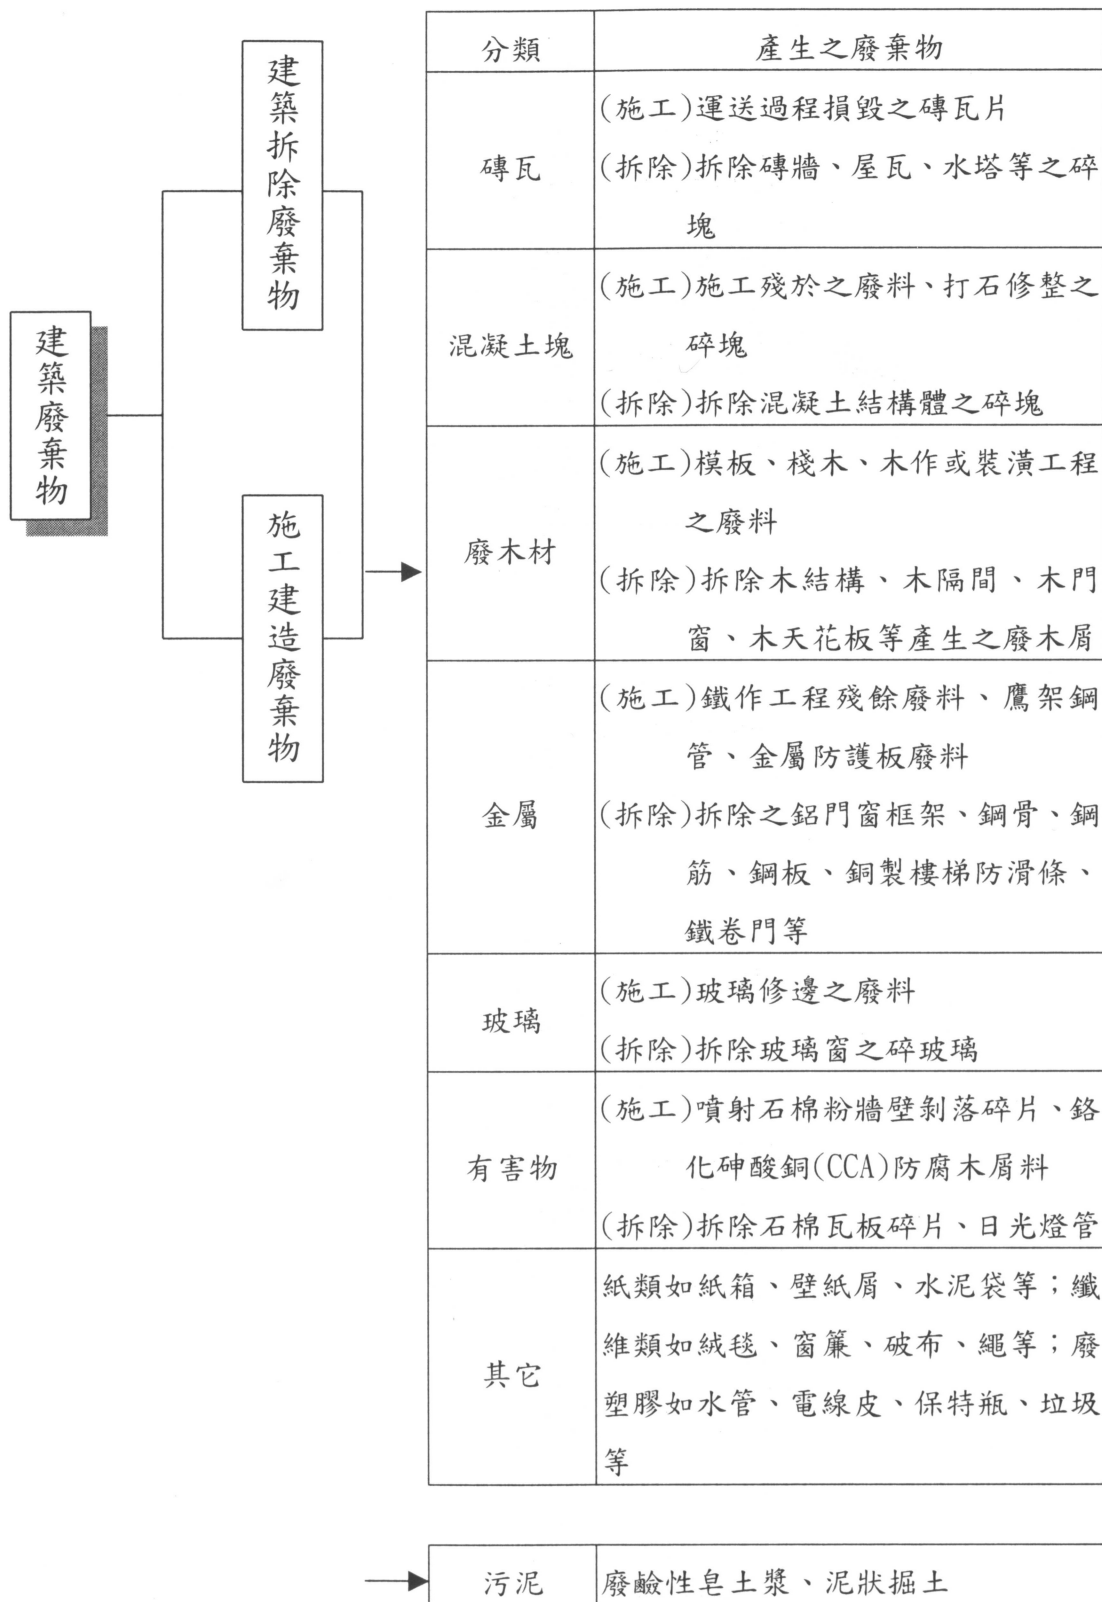 建築廢棄物
建築拆除廢棄物
施工建造廢棄物
分類 產生之廢棄物
磚瓦
(施工)運送過程損毀之磚瓦片
(拆除)拆除磚牆、屋瓦、水塔等之碎
塊
混凝土塊
(施工)施工殘於之廢料、打石修整之
碎塊
(拆除)拆除混凝土結構體之碎塊
廢木材
(施工)模板、棧木、木作或裝潢工程
之廢料
(拆除)拆除木結構、木隔間、木門
窗、木天花板等產生之廢木屑
金屬
(施工)鐵作工程殘餘廢料、鷹架鋼
管、金屬防護板廢料
(拆除)拆除之鋁門窗框架、鋼骨、鋼
筋、鋼板、銅製樓梯防滑條、
鐵卷門等
玻璃
(施工)玻璃修邊之廢料
(拆除)拆除玻璃窗之碎玻璃
有害物
(施工)噴射石棉粉牆壁剝落碎片、鉻
化砷酸銅(CCA)防腐木屑料
(拆除)拆除石棉瓦板碎片、日光燈管
其它
紙類如紙箱、壁紙屑、水泥袋等；纖
維類如絨毯、窗簾、破布、繩等；廢
塑膠如水管、電線皮、保特瓶、垃圾
等
污泥 廢鹼性皂土漿、泥狀掘土